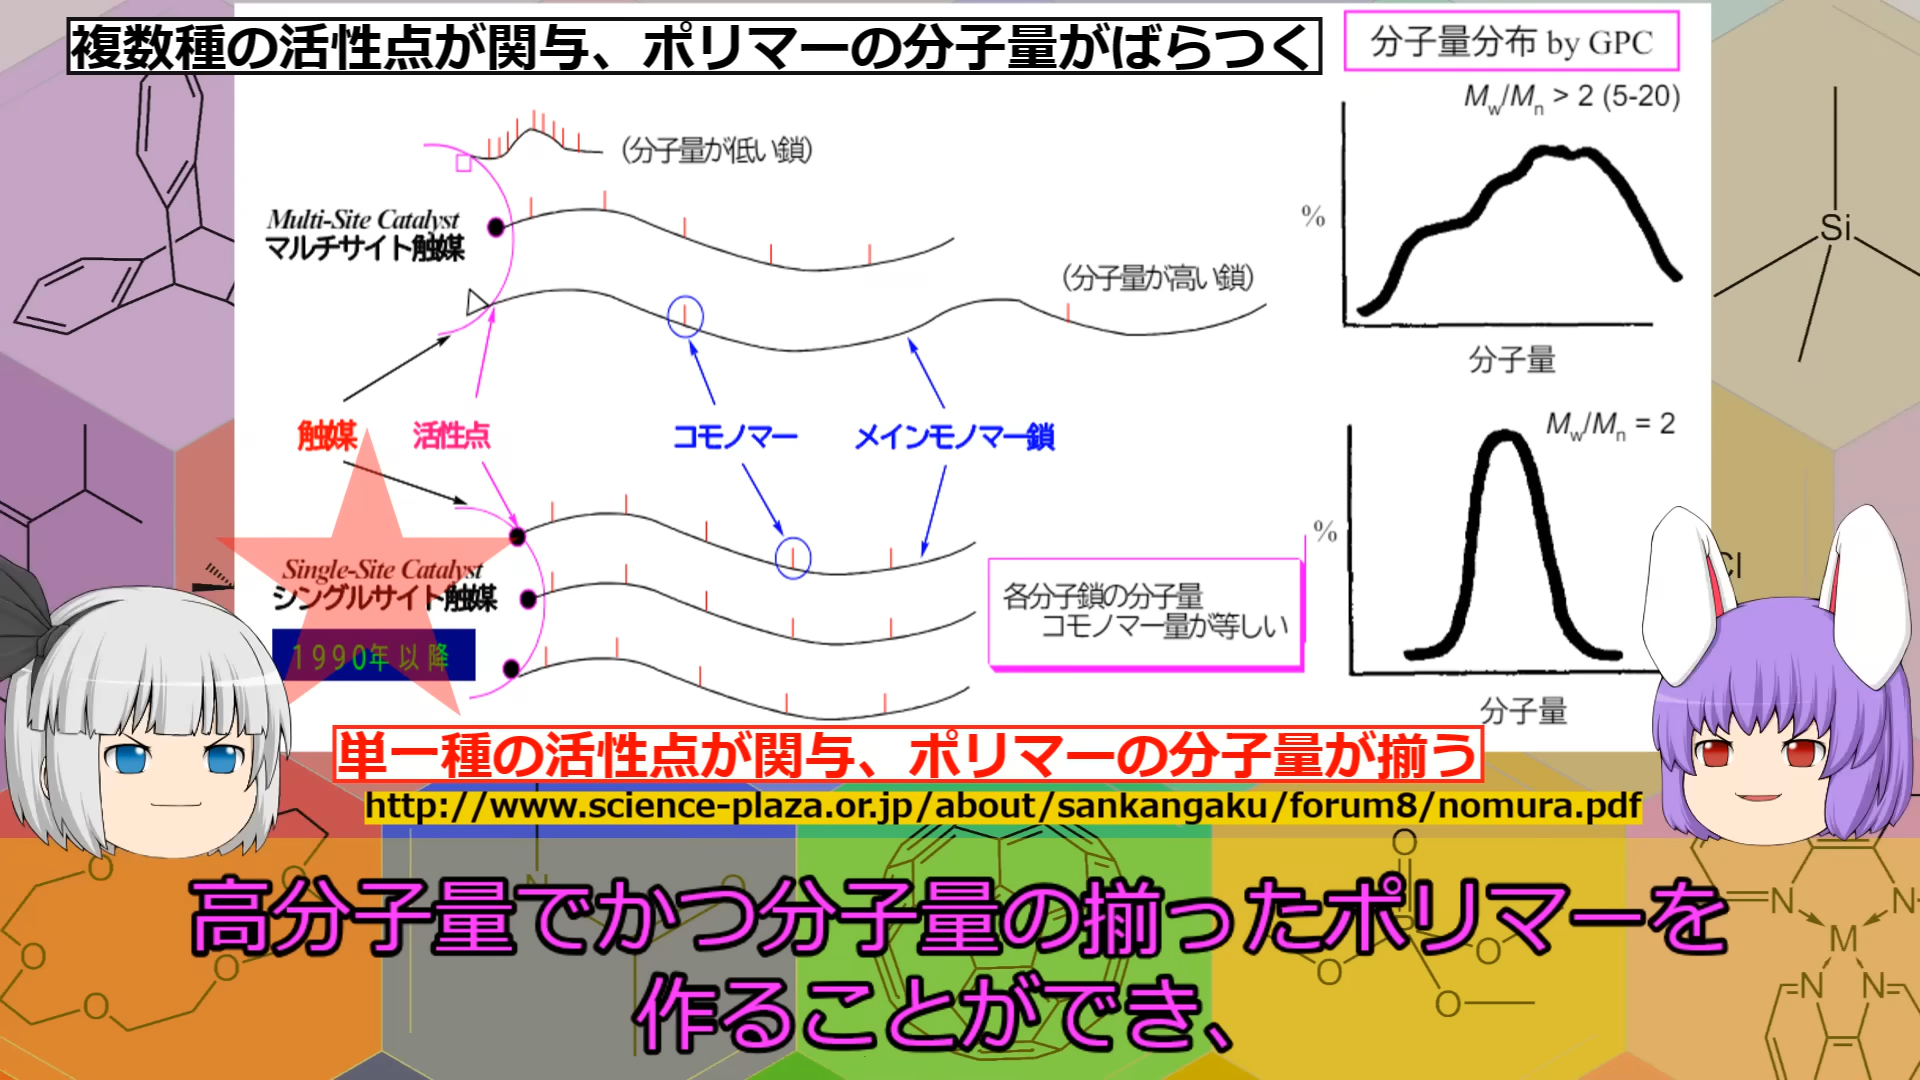 複数種の活性点が関与、ポリマーの分子量がばらつく
分子量分布 by GPC
Mw/Mn > 2 (5-20)
(分子量が低い鎖)
Multi-Site Catalyst
マルチサイト触媒
(分子量が高い鎖)
%
分子量
触媒
活性点
コモノマー
メインモノマー鎖
Mw/Mn = 2
%
Single-Site Catalyst
シングルサイト触媒
1990年以降
各分子鎖の分子量
コモノマー量が等しい
分子量
単一種の活性点が関与、ポリマーの分子量が揃う
http://www.science-plaza.or.jp/about/sankangaku/forum8/nomura.pdf
高分子量でかつ分子量の揃ったポリマーを
作ることができ、
Si
Cl
O
O
O
O
O
N
O
O
P
O
O
O
N
N
M
N
N